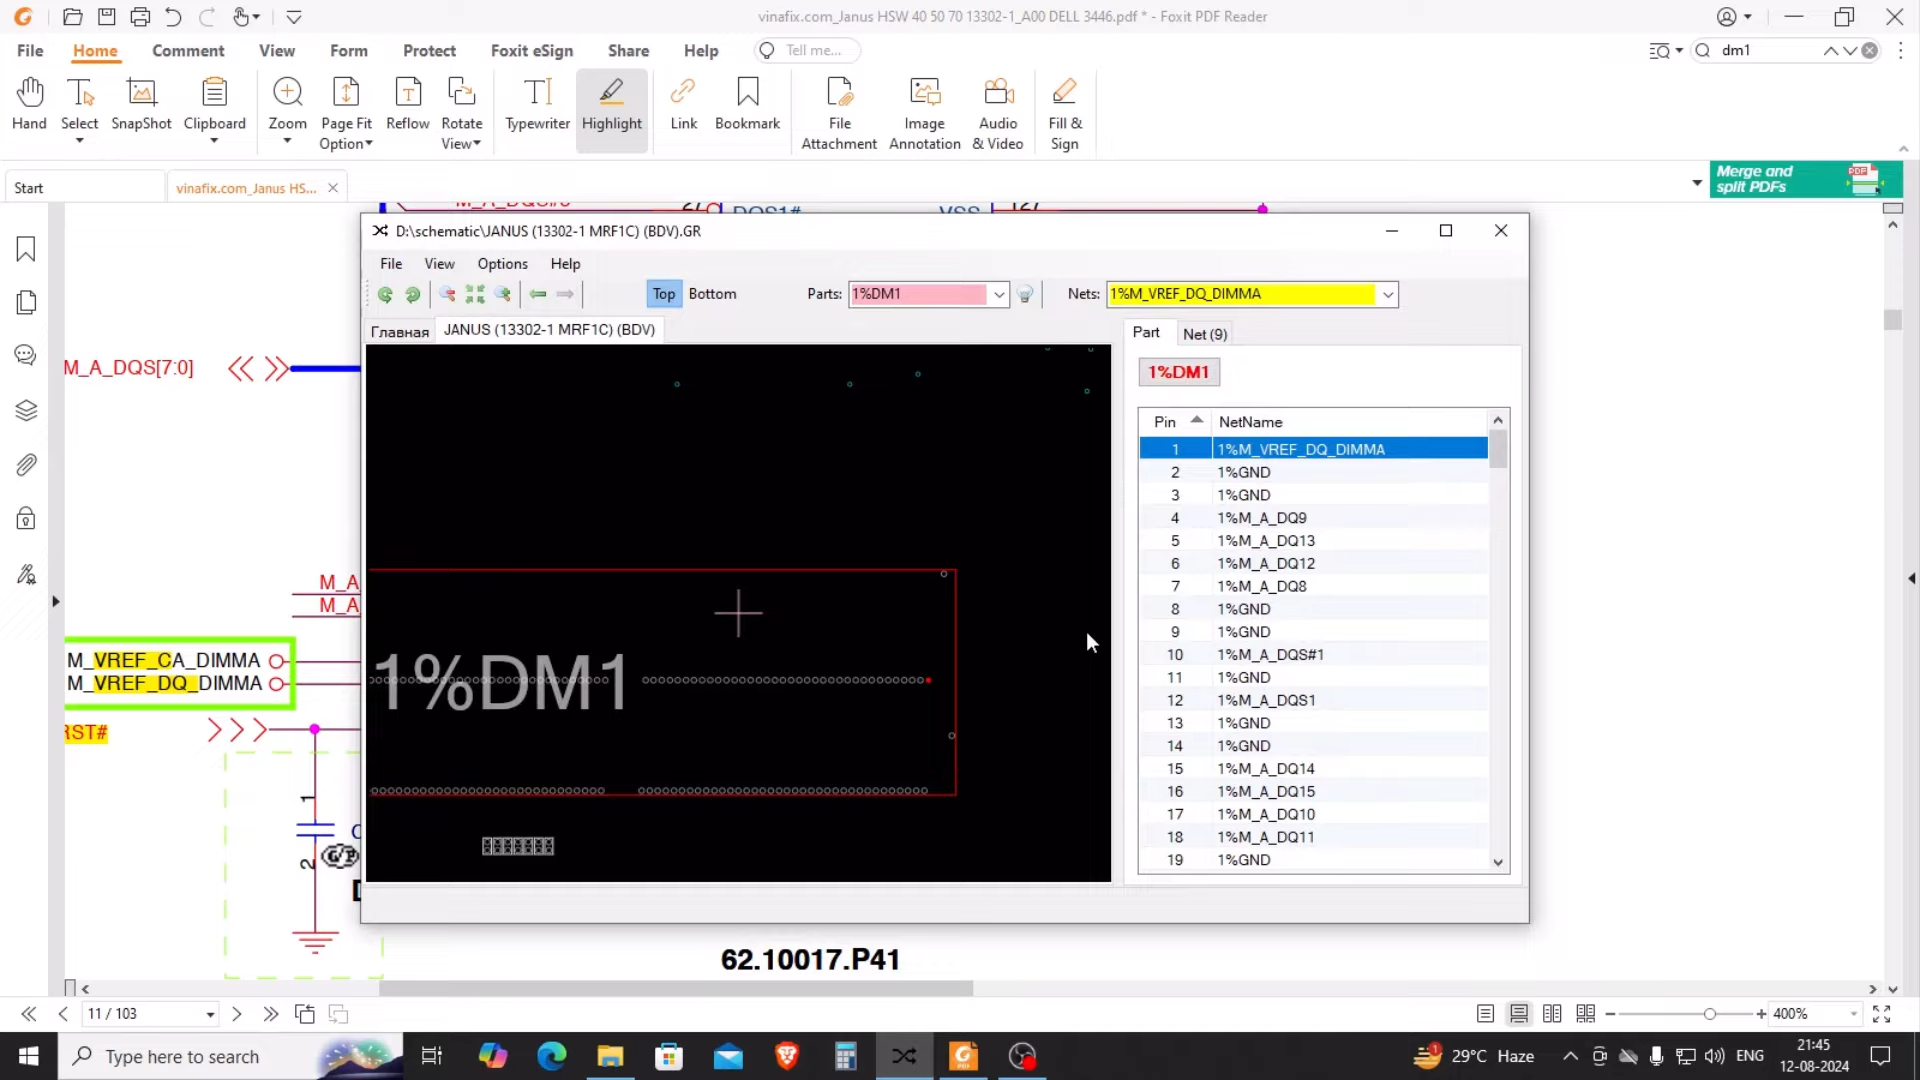 vinafix.com_Janus HSW 40 50 70 13302-1_A00 DELL 3446.pdf * - Foxit PDF Reader
File Home Comment View Form Protect Foxit eSign Share Help Tell me... dm1
Hand Select SnapShot Clipboard Zoom Page Fit Option Reflow Rotate View Typewriter Highlight Link Bookmark File Attachment Image Annotation Audio & Video Fill & Sign
Start vinafix.com_Janus HS...
Merge and split PDFs
PDF
DQS1#
D:\schematic\JANUS (13302-1 MRF1C) (BDV).GR
File View Options Help
Top Bottom Parts: 1%DM1 Nets: 1%M_VREF_DQ_DIMMA
Главная JANUS (13302-1 MRF1C) (BDV) Part Net (9)
1%DM1
Pin NetName
1 1%M_VREF_DQ_DIMMA
2 1%GND
3 1%GND
4 1%M_A_DQ9
5 1%M_A_DQ13
6 1%M_A_DQ12
7 1%M_A_DQ8
8 1%GND
9 1%GND
10 1%M_A_DQS#1
11 1%GND
12 1%M_A_DQS1
13 1%GND
14 1%GND
15 1%M_A_DQ14
16 1%M_A_DQ15
17 1%M_A_DQ10
18 1%M_A_DQ11
19 1%GND
1%DM1
M_A_DQS[7:0]
M_A
M_A
M_VREF_CA_DIMMA
M_VREF_DQ_DIMMA
RST#
1
2
62.10017.P41
11 / 103
400%
Type here to search
29°C Haze
ENG
21:45
12-08-2024